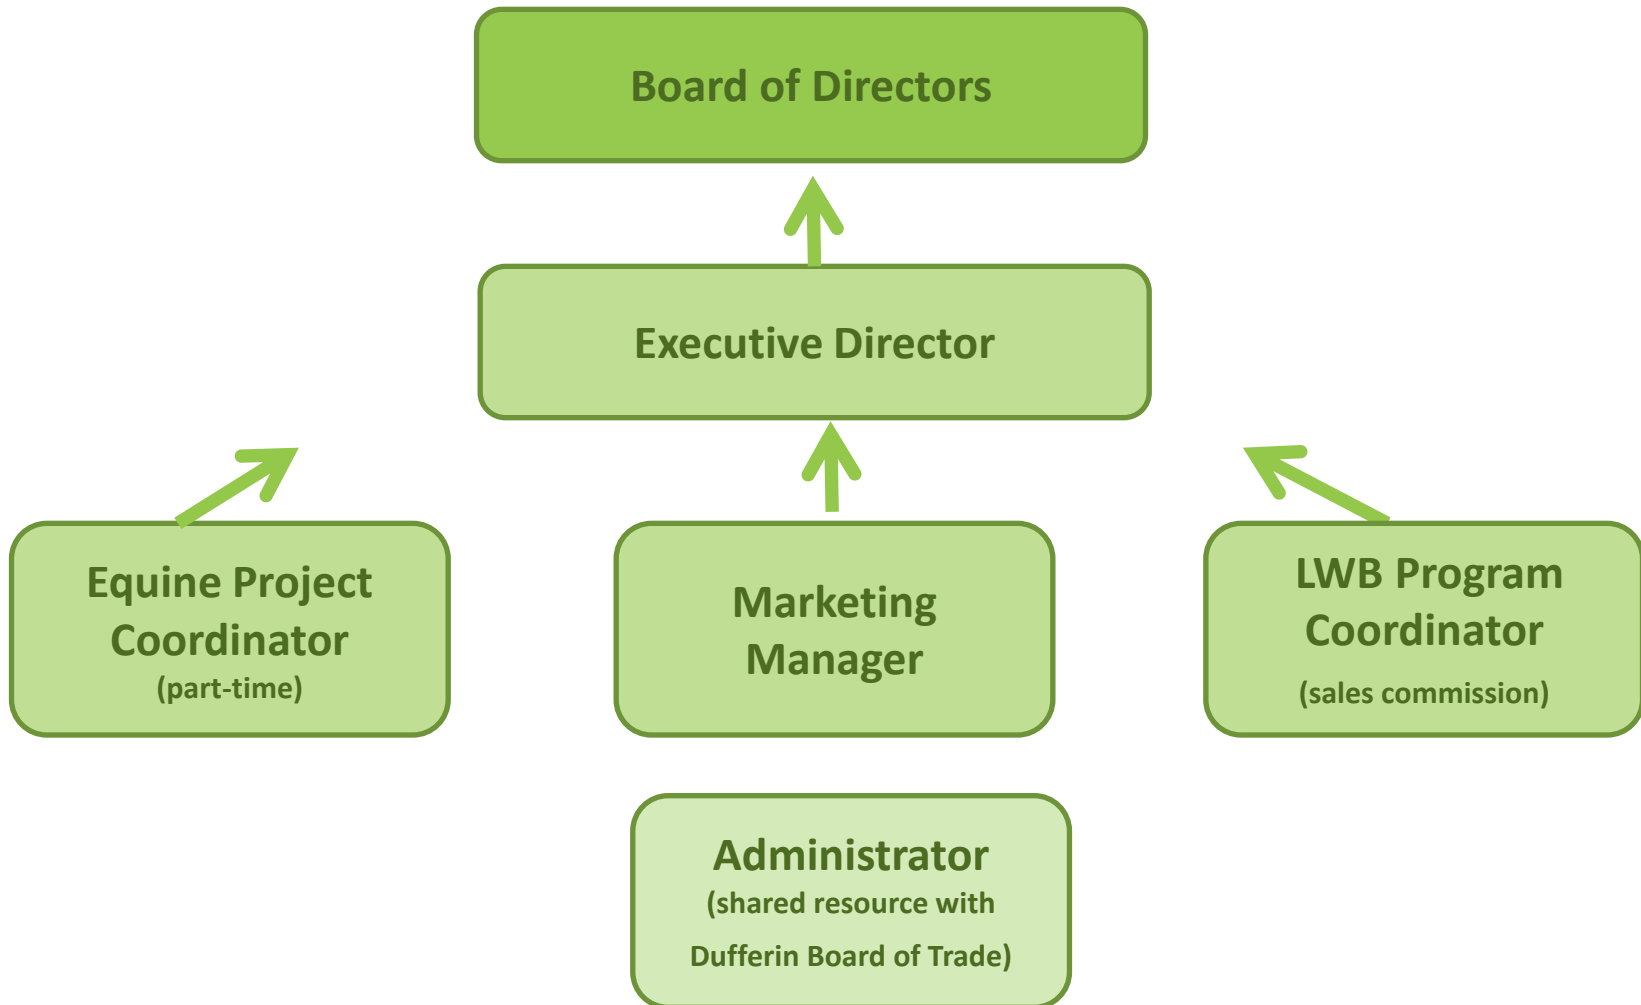 Board of Directors
Executive Director
Equine Project
Coordinator
(part-time)
Marketing
Manager
LWB Program
Coordinator
(sales commission)
Administrator
(shared resource with
Dufferin Board of Trade)